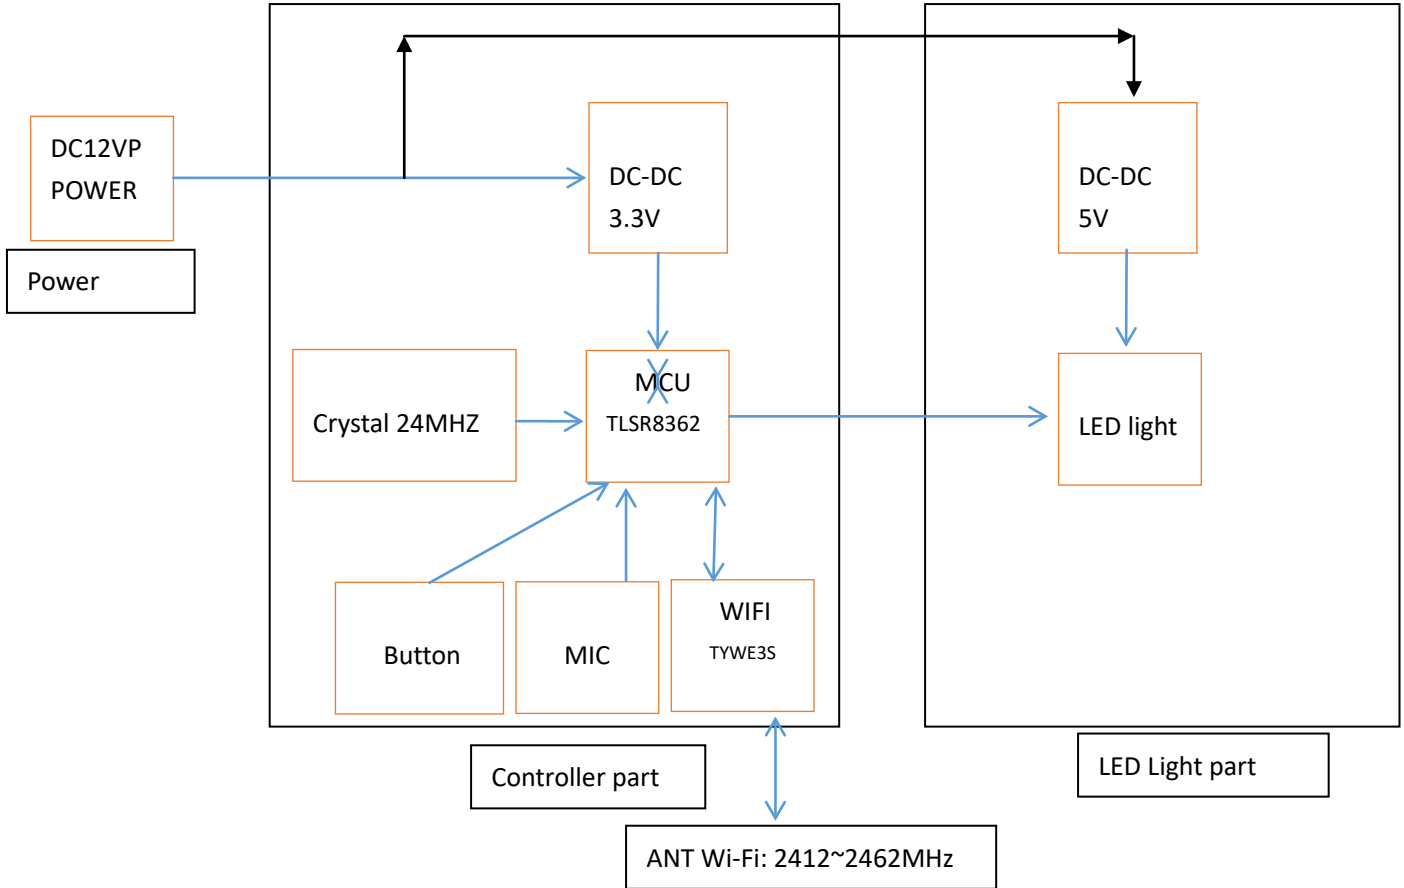 DC12VP
POWER
Power
DC-DC
3.3V
DC-DC
5V
Crystal 24MHZ
MCU
TLSR8362
LED light
Button
MIC
WIFI
TYWE3S
Controller part
LED Light part
ANT Wi-Fi: 2412~2462MHz